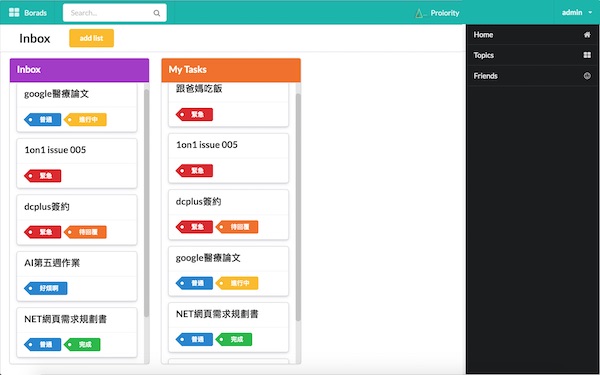 Borads
Search...
Proiority
admin
Inbox
add list
Home
Topics
Friends
Inbox
google醫療論文
普通 進行中
1on1 issue 005
緊急
dcplus簽約
緊急 待回覆
AI第五週作業
好煩啊
NET網頁需求規劃書
普通 完成
My Tasks
跟爸媽吃飯
緊急
1on1 issue 005
緊急
dcplus簽約
緊急 待回覆
google醫療論文
普通 進行中
NET網頁需求規劃書
普通 完成